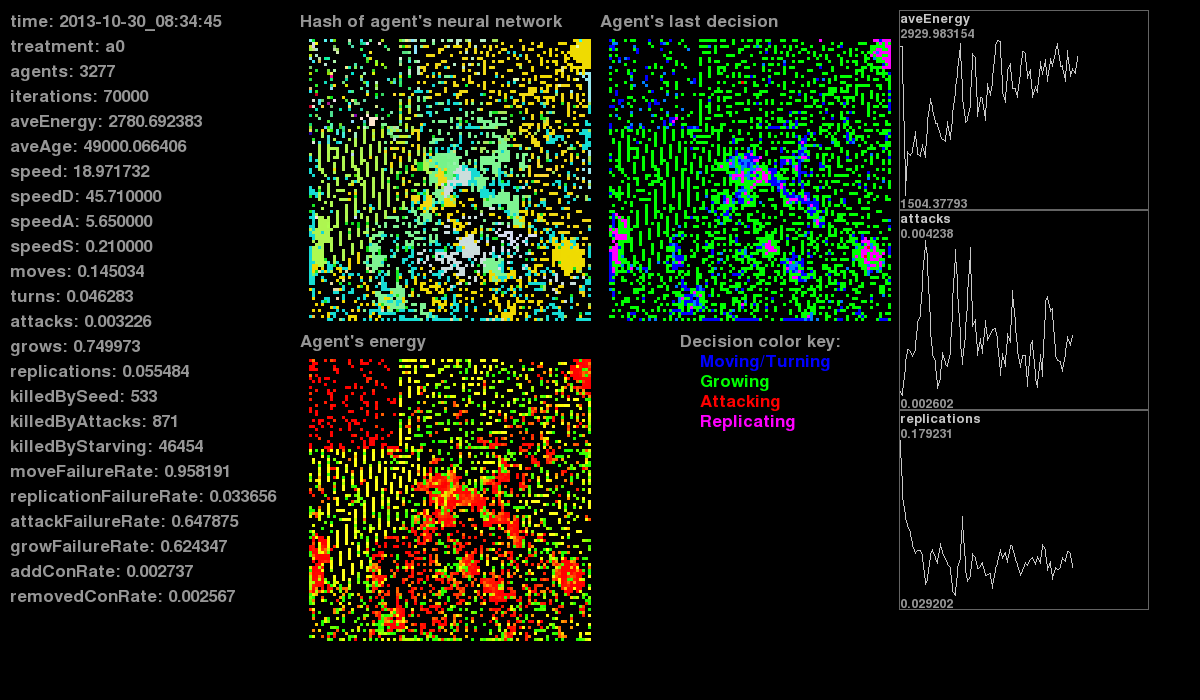 time: 2013-10-30_08:34:45
treatment: a0
agents: 3277
iterations: 70000
aveEnergy: 2780.692383
aveAge: 49000.066406
speed: 18.971732
speedD: 45.710000
speedA: 5.650000
speedS: 0.210000
moves: 0.145034
turns: 0.046283
attacks: 0.003226
grows: 0.749973
replications: 0.055484
killedBySeed: 533
killedByAttacks: 871
killedByStarving: 46454
moveFailureRate: 0.958191
replicationFailureRate: 0.033656
attackFailureRate: 0.647875
growFailureRate: 0.624347
addConRate: 0.002737
removedConRate: 0.002567
Hash of agent's neural network
Agent's last decision
Agent's energy
Decision color key:
Moving/Turning
Growing
Attacking
Replicating
aveEnergy
2929.983154
1504.37793
attacks
0.004238
0.002602
replications
0.179231
0.029202